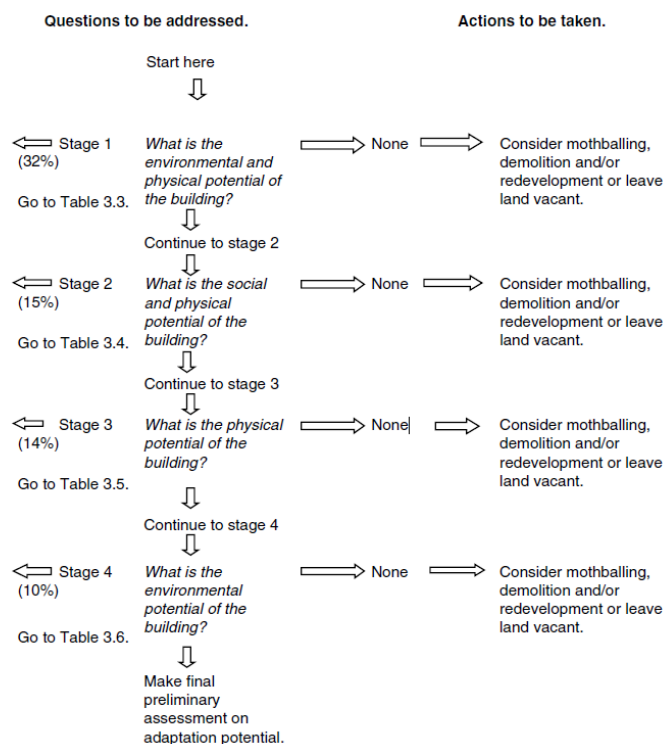 Questions to be addressed.
Actions to be taken.
Start here
Stage 1
(32%)
Go to Table 3.3.
What is the
environmental and
physical potential of
the building?
None
Consider mothballing,
demolition and/or
redevelopment or leave
land vacant.
Continue to stage 2
Stage 2
(15%)
Go to Table 3.4.
What is the social
and physical
potential of the
building?
None
Consider mothballing,
demolition and/or
redevelopment or leave
land vacant.
Continue to stage 3
Stage 3
(14%)
Go to Table 3.5.
What is the physical
potential of the
building?
None
Consider mothballing,
demolition and/or
redevelopment or leave
land vacant.
Continue to stage 4
Stage 4
(10%)
Go to Table 3.6.
What is the
environmental
potential of the
building?
None
Consider mothballing,
demolition and/or
redevelopment or leave
land vacant.
Make final
preliminary
assessment on
adaptation potential.